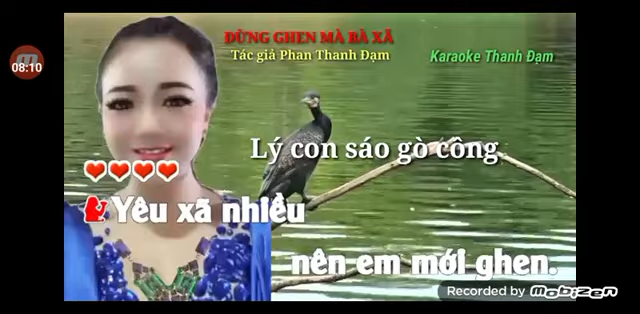 08:10
ĐỪNG GHEN MÀ BÀ XÃ
Tác giả Phan Thanh Đạm
Karaoke Thanh Đạm
Lý con sáo gò công
Yêu xã nhiều
nên em mới ghen.
Recorded by mobizen